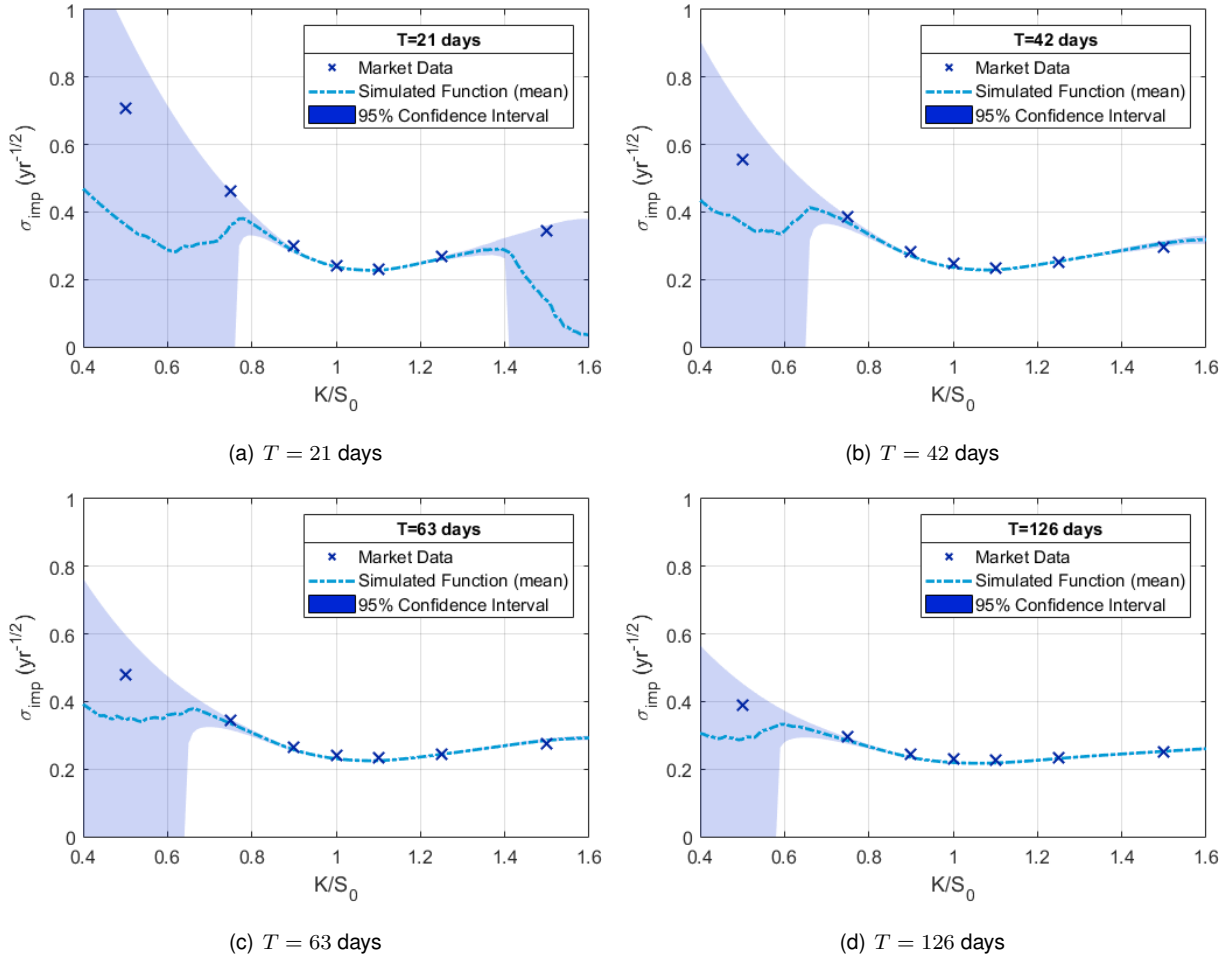 T=21 days
Market Data
Simulated Function (mean)
95% Confidence Interval
1
0.8
0.6
0.4
0.2
0
σ_imp (yr^-1/2)
0.4 0.6 0.8 1 1.2 1.4 1.6
K/S_0
(a) T = 21 days
T=42 days
Market Data
Simulated Function (mean)
95% Confidence Interval
1
0.8
0.6
0.4
0.2
0
σ_imp (yr^-1/2)
0.4 0.6 0.8 1 1.2 1.4 1.6
K/S_0
(b) T = 42 days
T=63 days
Market Data
Simulated Function (mean)
95% Confidence Interval
1
0.8
0.6
0.4
0.2
0
σ_imp (yr^-1/2)
0.4 0.6 0.8 1 1.2 1.4 1.6
K/S_0
(c) T = 63 days
T=126 days
Market Data
Simulated Function (mean)
95% Confidence Interval
1
0.8
0.6
0.4
0.2
0
σ_imp (yr^-1/2)
0.4 0.6 0.8 1 1.2 1.4 1.6
K/S_0
(d) T = 126 days